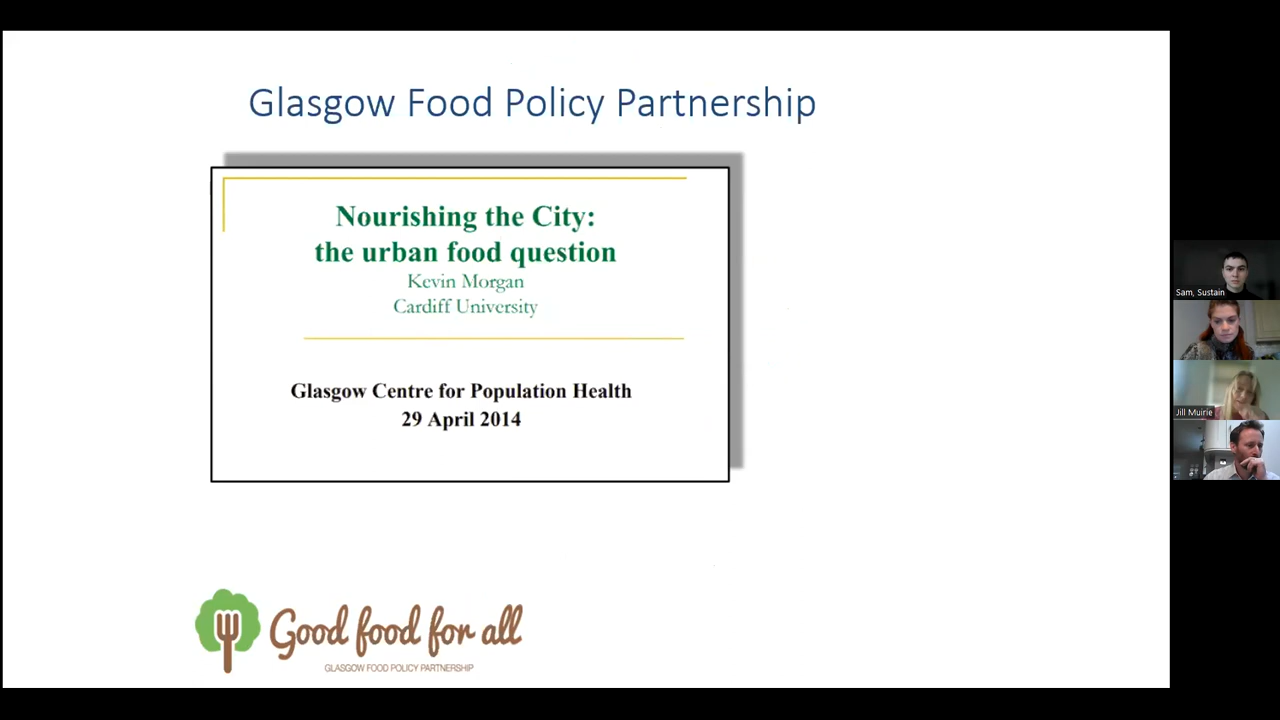 Glasgow Food Policy Partnership
Nourishing the City:
the urban food question
Kevin Morgan
Cardiff University
Glasgow Centre for Population Health
29 April 2014
Good food for all
GLASGOW FOOD POLICY PARTNERSHIP
Sam, Sustain
Jill Muirie